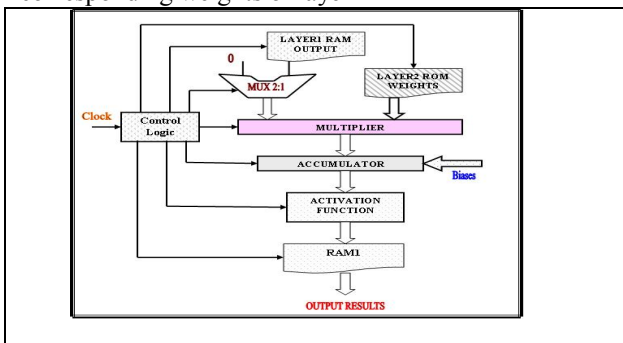 LAYER1 RAM
OUTPUT
0
MUX 2:1
LAYER2 ROM
WEIGHTS
Clock
Control
Logic
MULTIPLIER
ACCUMULATOR
Biases
ACTIVATION
FUNCTION
RAM1
OUTPUT RESULTS